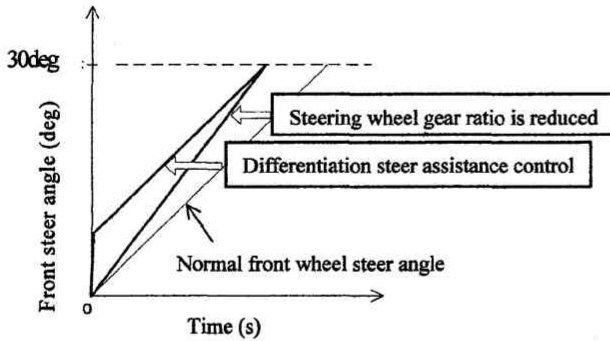 30deg
Front steer angle (deg)
Steering wheel gear ratio is reduced
Differentiation steer assistance control
Normal front wheel steer angle
0
Time (s)